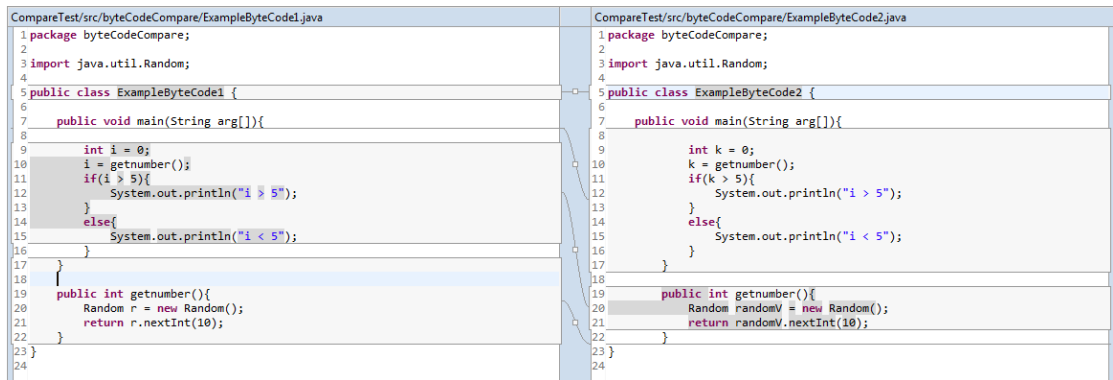 CompareTest/src/byteCodeCompare/ExampleByteCode1.java
1 package byteCodeCompare;
2
3 import java.util.Random;
4
5 public class ExampleByteCode1 {
6
7 public void main(String arg[]){
8
9 int i = 0;
10 i = getnumber();
11 if(i > 5){
12 System.out.println("i > 5");
13 }
14 else{
15 System.out.println("i < 5");
16 }
17 }
18
19 public int getnumber(){
20 Random r = new Random();
21 return r.nextInt(10);
22 }
23 }
24
CompareTest/src/byteCodeCompare/ExampleByteCode2.java
1 package byteCodeCompare;
2
3 import java.util.Random;
4
5 public class ExampleByteCode2 {
6
7 public void main(String arg[]){
8
9 int k = 0;
10 k = getnumber();
11 if(k > 5){
12 System.out.println("i > 5");
13 }
14 else{
15 System.out.println("i < 5");
16 }
17 }
18
19 public int getnumber(){
20 Random randomV = new Random();
21 return randomV.nextInt(10);
22 }
23 }
24